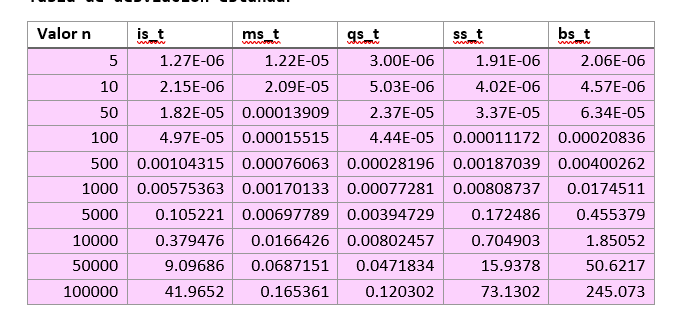 Tabla de desviación estándar
Valor n is_t ms_t qs_t ss_t bs_t
5 1.27E-06 1.22E-05 3.00E-06 1.91E-06 2.06E-06
10 2.15E-06 2.09E-05 5.03E-06 4.02E-06 4.57E-06
50 1.82E-05 0.00013909 2.37E-05 3.37E-05 6.34E-05
100 4.97E-05 0.00015515 4.44E-05 0.00011172 0.00020836
500 0.00104315 0.00076063 0.00028196 0.00187039 0.00400262
1000 0.00575363 0.00170133 0.00077281 0.00808737 0.0174511
5000 0.105221 0.00697789 0.00394729 0.172486 0.455379
10000 0.379476 0.0166426 0.00802457 0.704903 1.85052
50000 9.09686 0.0687151 0.0471834 15.9378 50.6217
100000 41.9652 0.165361 0.120302 73.1302 245.073